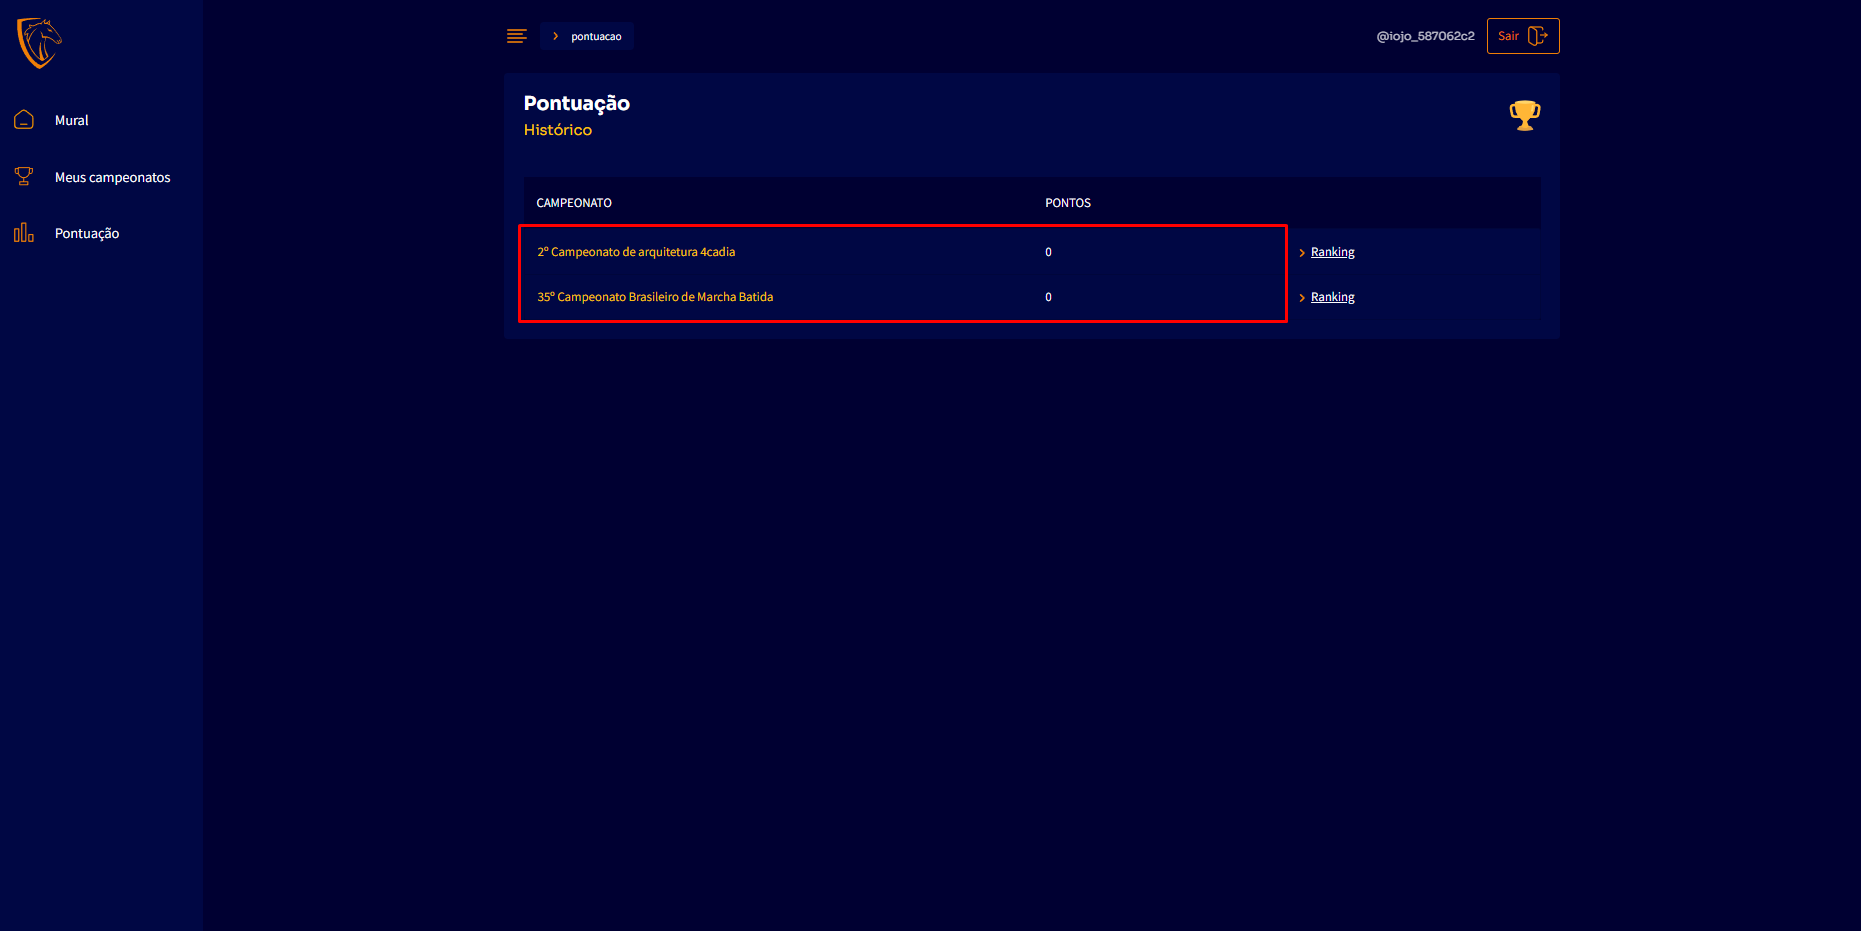 pontuacao
@iojo_587062c2
Sair
Mural
Meus campeonatos
Pontuação
Pontuação
Histórico
CAMPEONATO PONTOS
2º Campeonato de arquitetura 4cadia 0 Ranking
35º Campeonato Brasileiro de Marcha Batida 0 Ranking